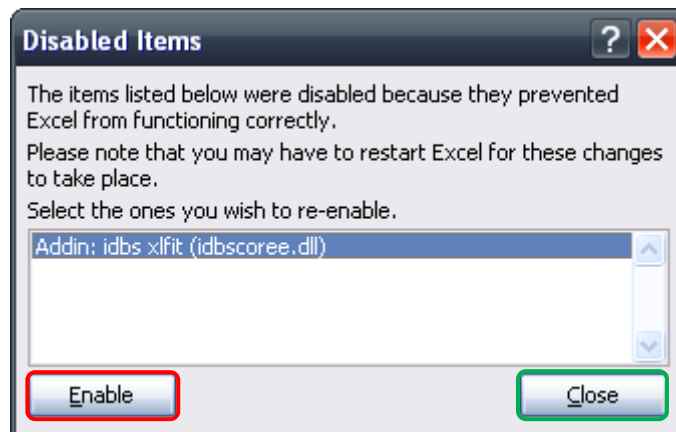 Disabled Items
The items listed below were disabled because they prevented
Excel from functioning correctly.
Please note that you may have to restart Excel for these changes
to take place.
Select the ones you wish to re-enable.
Addin: idbs xlfit (idbscoree.dll)
Enable
Close